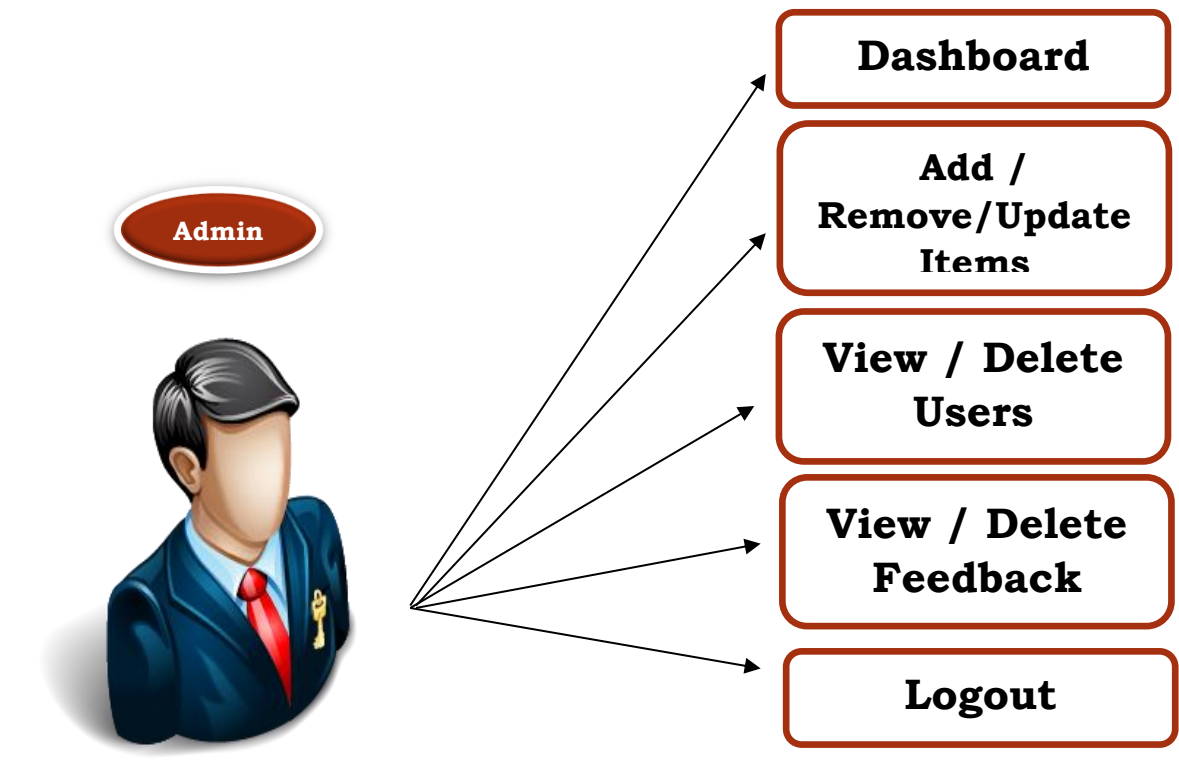 Dashboard
Add /
Remove/Update
Items
Admin
View / Delete
Users
View / Delete
Feedback
Logout